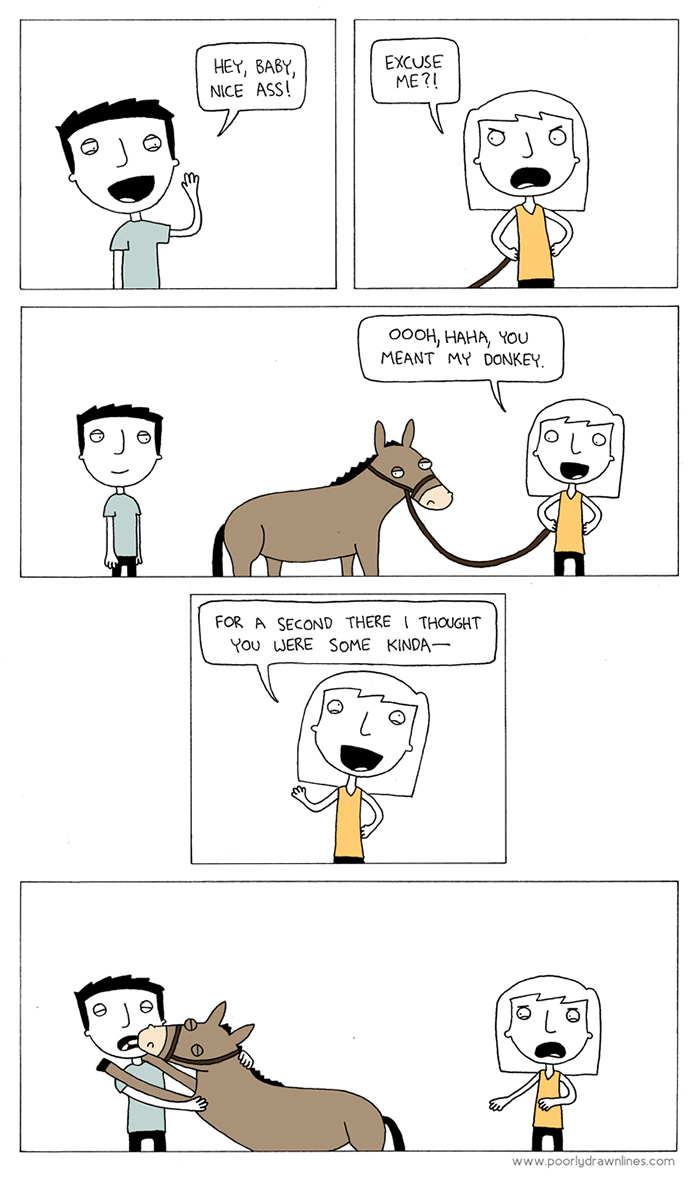 HEY, BABY,
NICE ASS!
EXCUSE
ME?!
OOOH, HAHA, YOU
MEANT MY DONKEY.
FOR A SECOND THERE I THOUGHT
YOU WERE SOME KINDA—
www.poorlydrawnlines.com